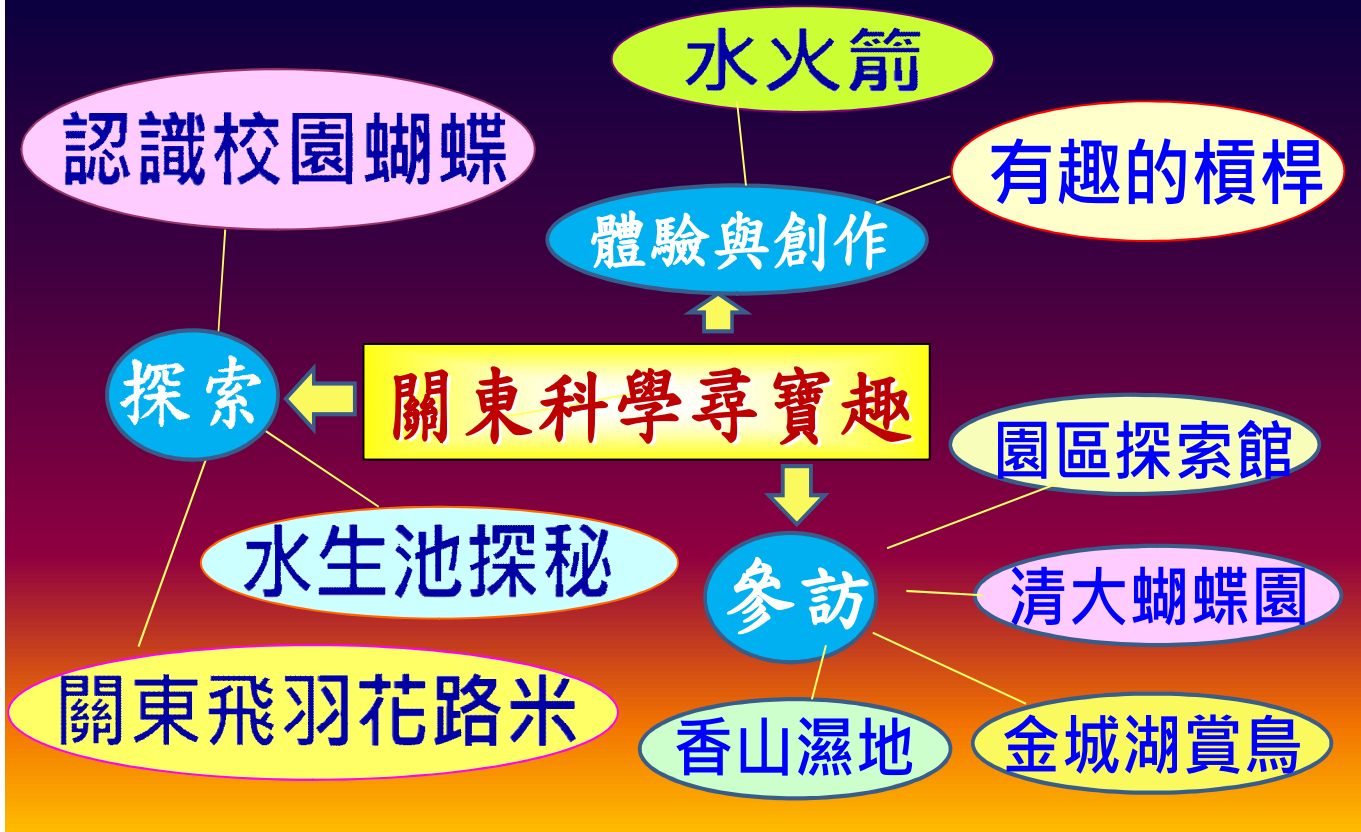 水火箭
認識校園蝴蝶
有趣的槓桿
體驗與創作
探索
關東科學尋寶趣
園區探索館
水生池探秘
參訪
清大蝴蝶園
關東飛羽花路米
香山濕地
金城湖賞鳥